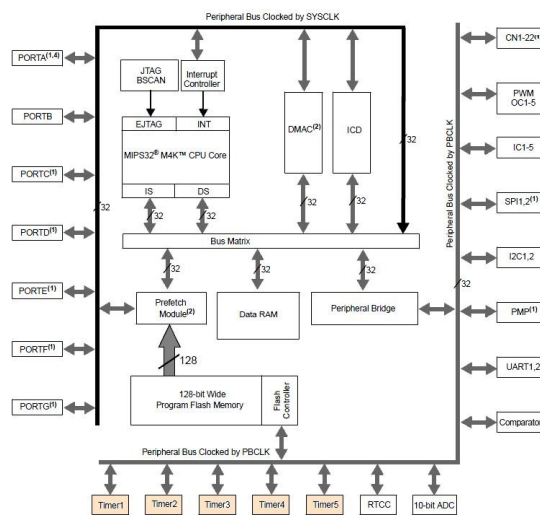 Peripheral Bus Clocked by SYSCLK
PORTA(1,4)
PORTB
PORTC(1)
PORTD(1)
PORTE(1)
PORTF(1)
PORTG(1)
32
JTAG
BSCAN
Interrupt
Controller
EJTAG
INT
MIPS32® M4K™ CPU Core
IS
DS
DMAC(2)
ICD
32
32
32
32
32
Bus Matrix
32
32
32
Prefetch
Module(2)
Data RAM
Peripheral Bridge
128
128-bit Wide
Program Flash Memory
Flash
Controller
Peripheral Bus Clocked by PBCLK
32
CN1-22(1)
PWM
OC1-5
IC1-5
SPI1,2(1)
I2C1,2
PMP(1)
UART1,2
Comparator
Peripheral Bus Clocked by PBCLK
Timer1
Timer2
Timer3
Timer4
Timer5
RTCC
10-bit ADC